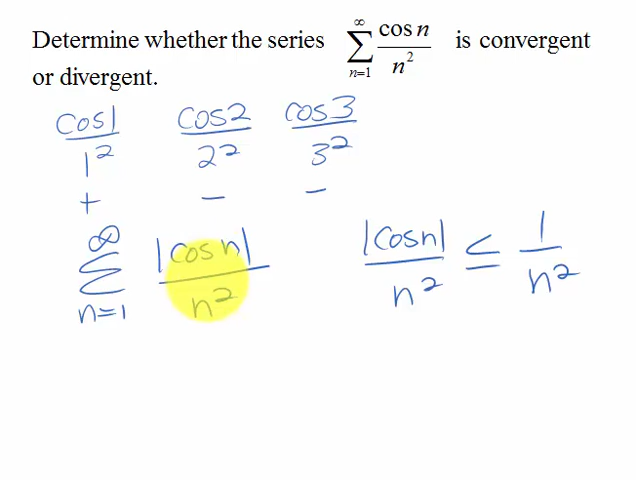 Determine whether the series ∑_{n=1}^{∞} cos n / n² is convergent
or divergent.
cos1/1² cos2/2² cos3/3²
+ − −
∑_{n=1}^{∞} |cos n|/n² |cosn|/n² ≤ 1/n²